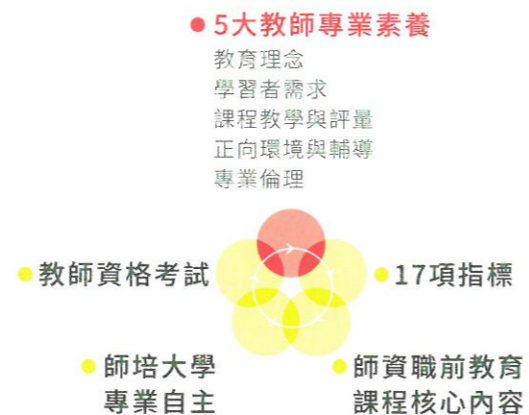 5大教師專業素養
教育理念
學習者需求
課程教學與評量
正向環境與輔導
專業倫理
教師資格考試
17項指標
師培大學
專業自主
師資職前教育
課程核心內容